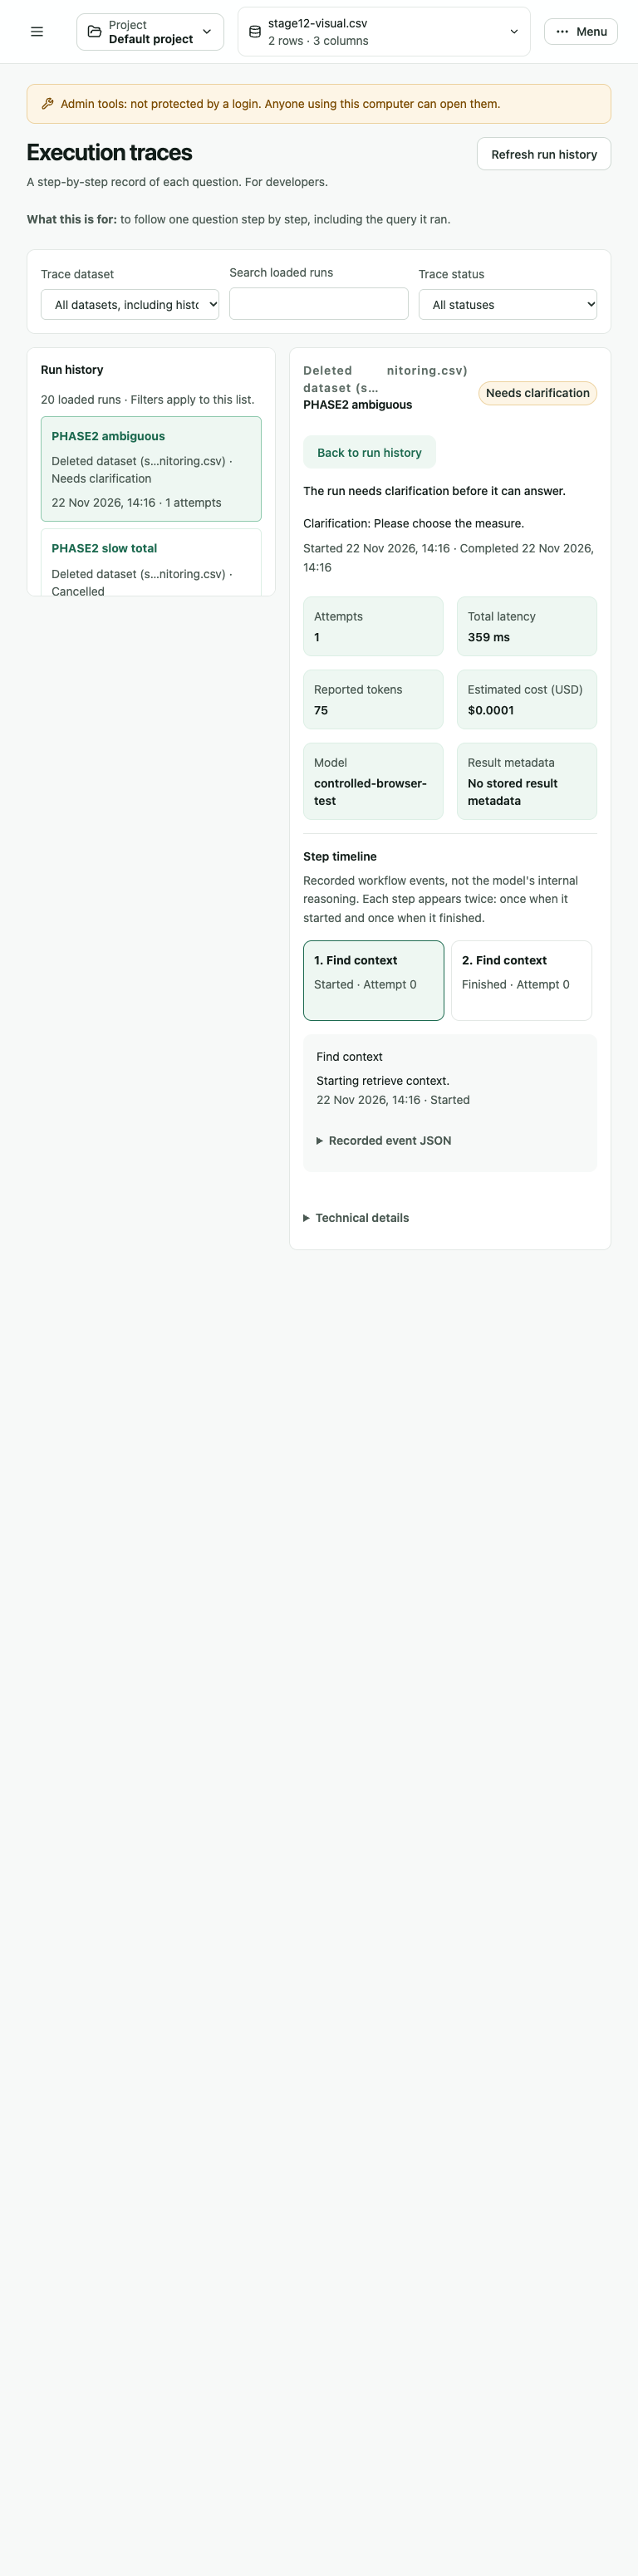 Project
Default project
stage12-visual.csv
2 rows · 3 columns
Menu
Admin tools: not protected by a login. Anyone using this computer can open them.
Execution traces
Refresh run history
A step-by-step record of each question. For developers.
What this is for: to follow one question step by step, including the query it ran.
Trace dataset
All datasets, including histo
Search loaded runs
Trace status
All statuses
Run history
20 loaded runs · Filters apply to this list.
PHASE2 ambiguous
Deleted dataset (s...nitoring.csv) ·
Needs clarification
22 Nov 2026, 14:16 · 1 attempts
PHASE2 slow total
Deleted dataset (s...nitoring.csv) ·
Cancelled
Deleted nitoring.csv)
dataset (s...
PHASE2 ambiguous
Needs clarification
Back to run history
The run needs clarification before it can answer.
Clarification: Please choose the measure.
Started 22 Nov 2026, 14:16 · Completed 22 Nov 2026,
14:16
Attempts
1
Total latency
359 ms
Reported tokens
75
Estimated cost (USD)
$0.0001
Model
controlled-browser-
test
Result metadata
No stored result
metadata
Step timeline
Recorded workflow events, not the model's internal
reasoning. Each step appears twice: once when it
started and once when it finished.
1. Find context
Started · Attempt 0
2. Find context
Finished · Attempt 0
Find context
Starting retrieve context.
22 Nov 2026, 14:16 · Started
Recorded event JSON
Technical details